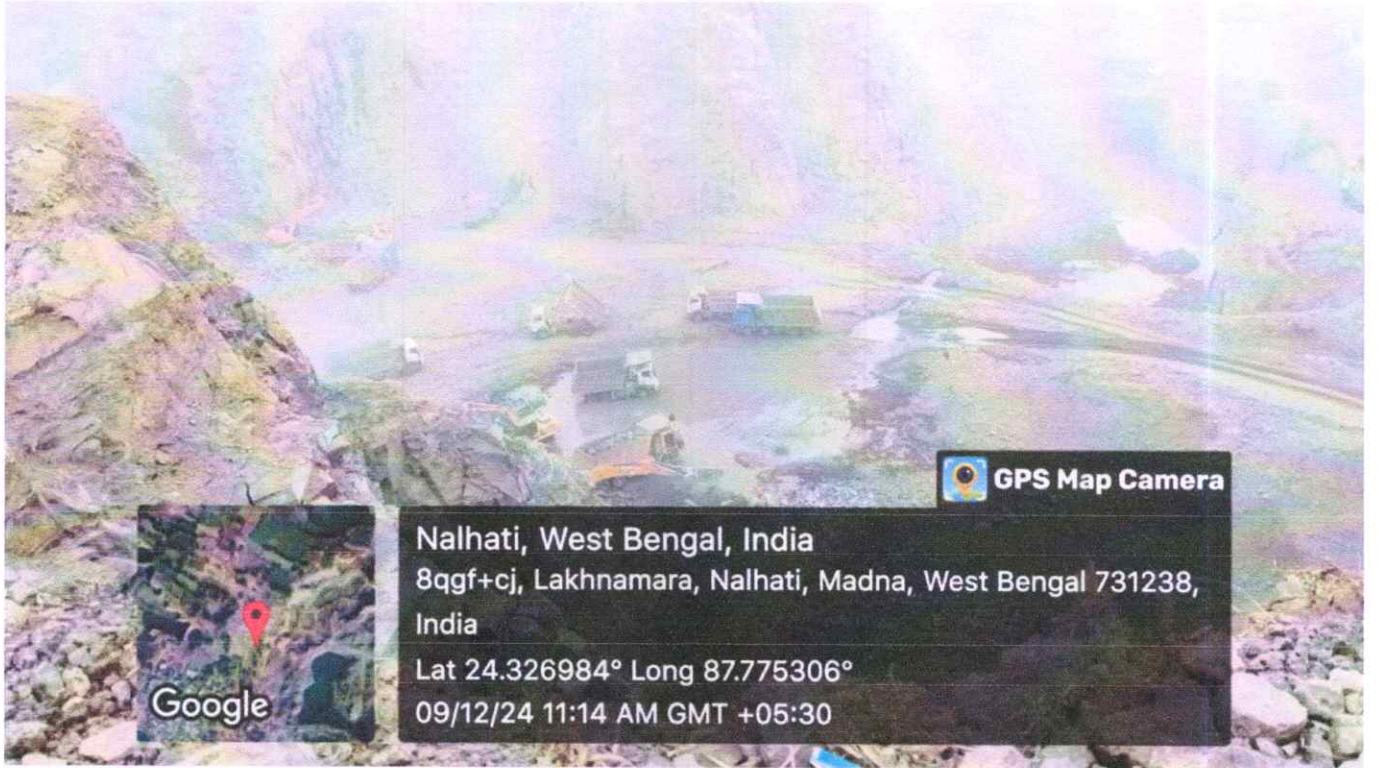 GPS Map Camera
Nalhati, West Bengal, India
8qgf+cj, Lakhnamara, Nalhati, Madna, West Bengal 731238,
India
Lat 24.326984° Long 87.775306°
09/12/24 11:14 AM GMT +05:30
Google